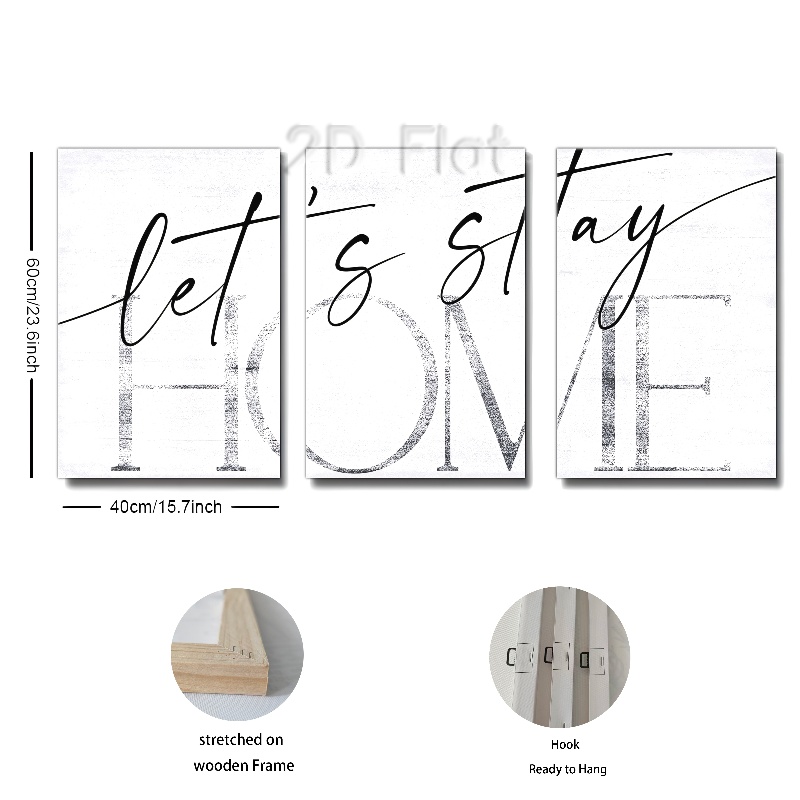 2D Flat
let's stay
HOME
60cm/23.6inch
40cm/15.7inch
stretched on
wooden Frame
Hook
Ready to Hang